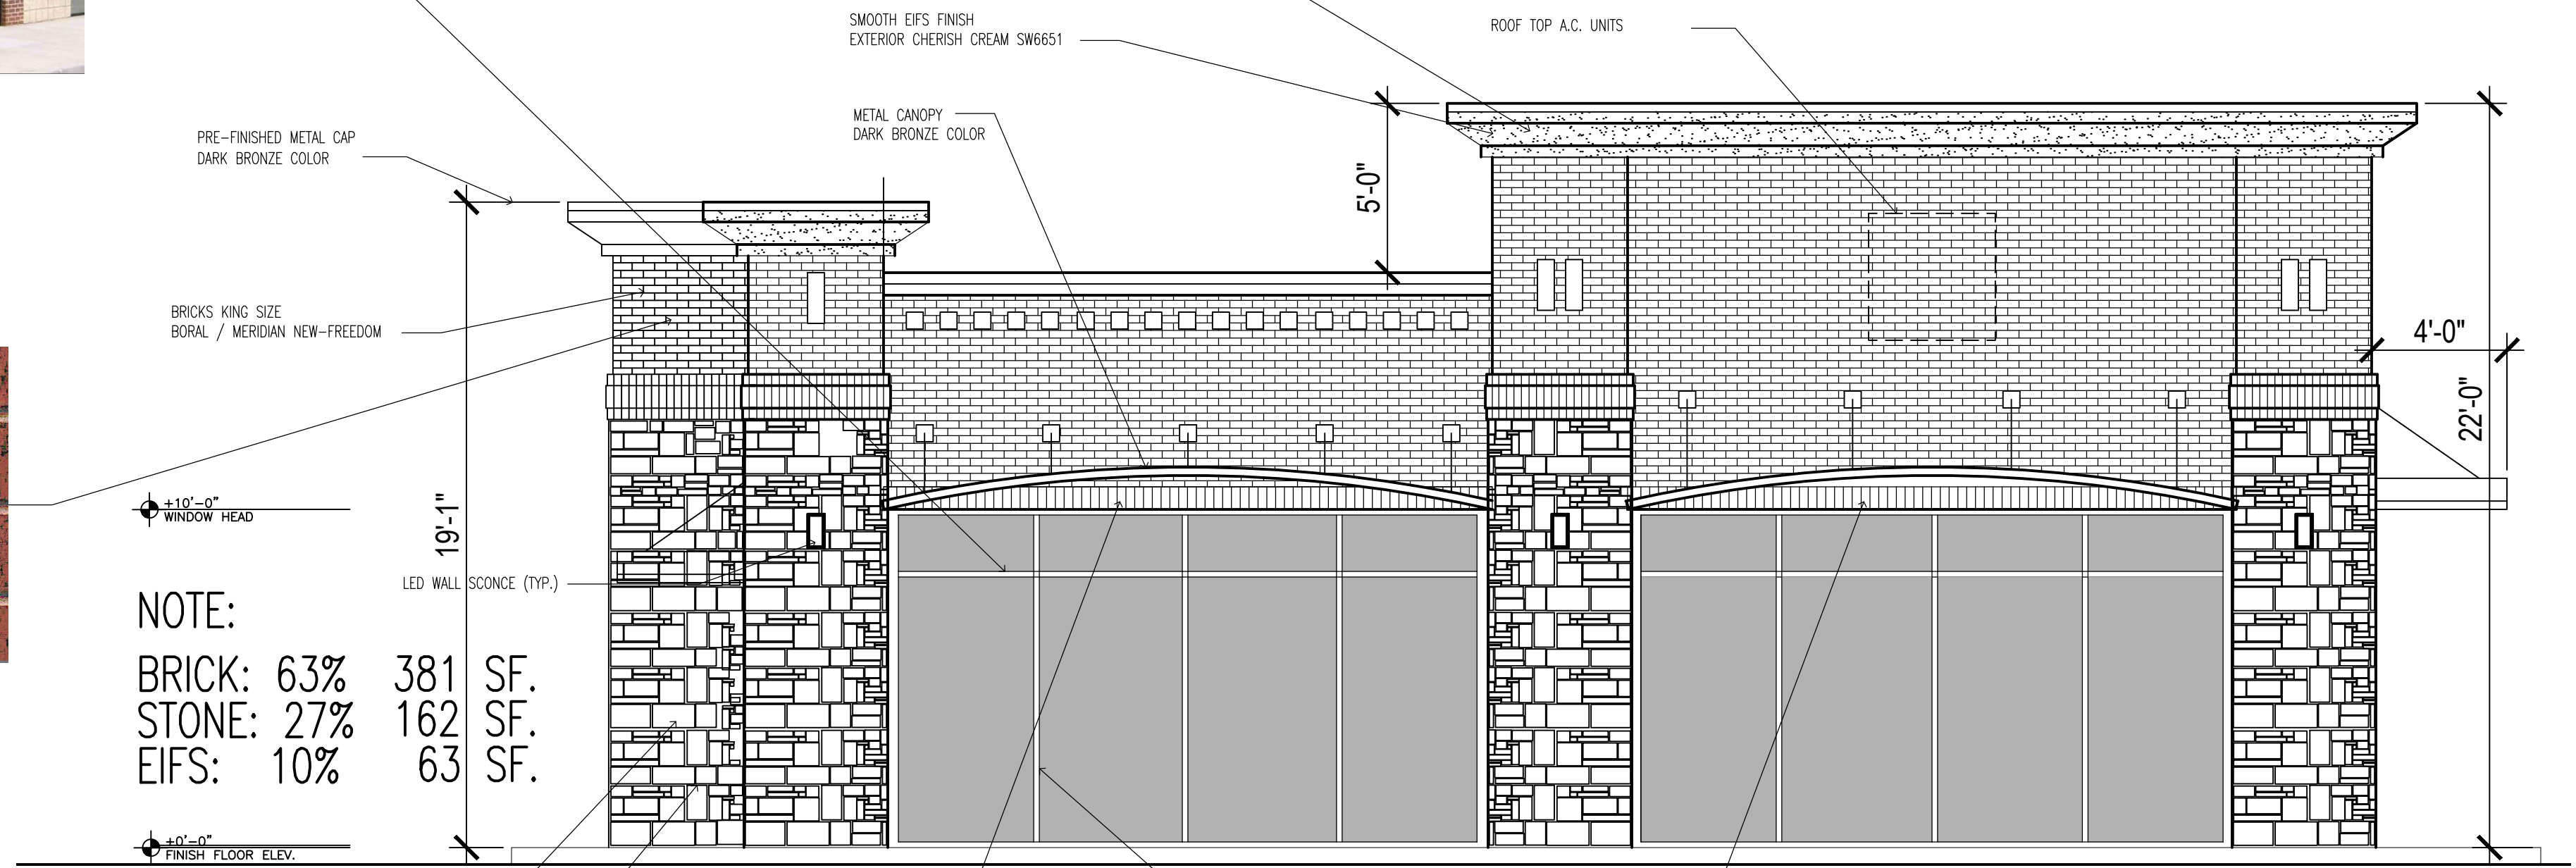 SMOOTH EIFS FINISH
EXTERIOR CHERISH CREAM SW6651
ROOF TOP A.C. UNITS
METAL CANOPY
DARK BRONZE COLOR
PRE-FINISHED METAL CAP
DARK BRONZE COLOR
5'-0"
BRICKS KING SIZE
BORAL / MERIDIAN NEW-FREEDOM
4'-0"
22'-0"
+10'-0"
WINDOW HEAD
19'-1"
LED WALL SCONCE (TYP.)
NOTE:
BRICK: 63% 381 SF.
STONE: 27% 162 SF.
EIFS: 10% 63 SF.
+0'-0"
FINISH FLOOR ELEV.